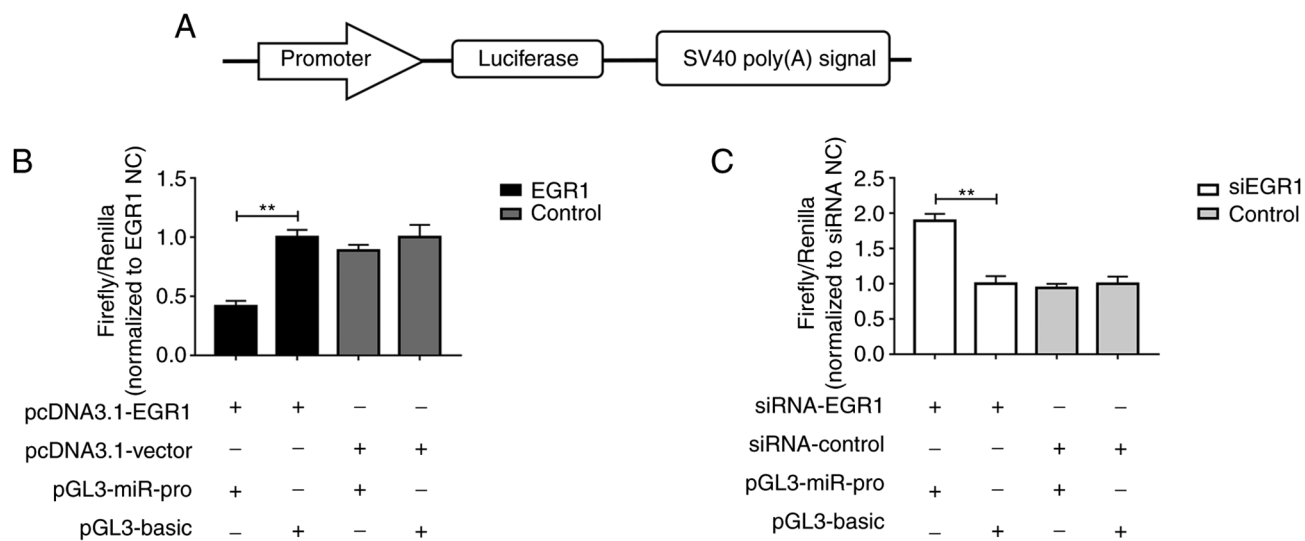 A
Promoter
Luciferase
SV40 poly(A) signal
B
Firefly/Renilla
(normalized to EGR1 NC)
1.5
1.0
0.5
0.0
**
EGR1
Control
pcDNA3.1-EGR1 + + – –
pcDNA3.1-vector – – + +
pGL3-miR-pro + – + –
pGL3-basic – + – +
C
Firefly/Renilla
(normalized to siRNA NC)
2.5
2.0
1.5
1.0
0.5
0.0
**
siEGR1
Control
siRNA-EGR1 + + – –
siRNA-control – – + +
pGL3-miR-pro + – + –
pGL3-basic – + – +